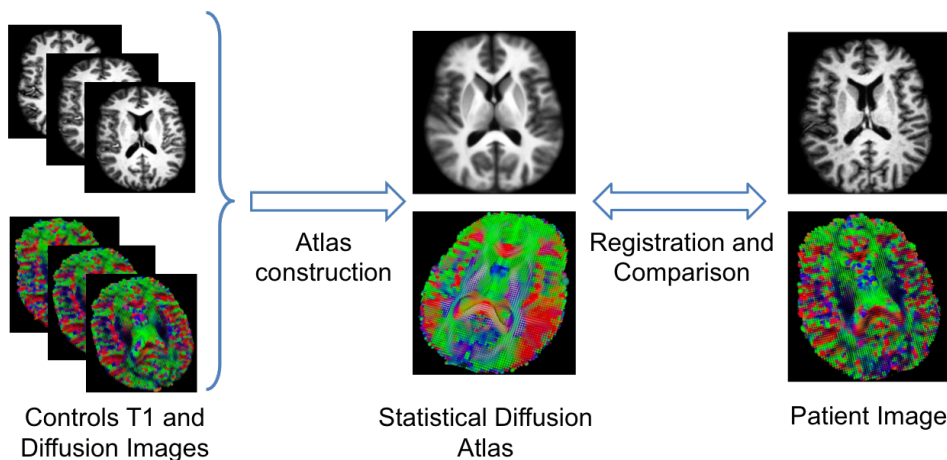 Atlas
construction
Registration and
Comparison
Controls T1 and
Diffusion Images
Statistical Diffusion
Atlas
Patient Image